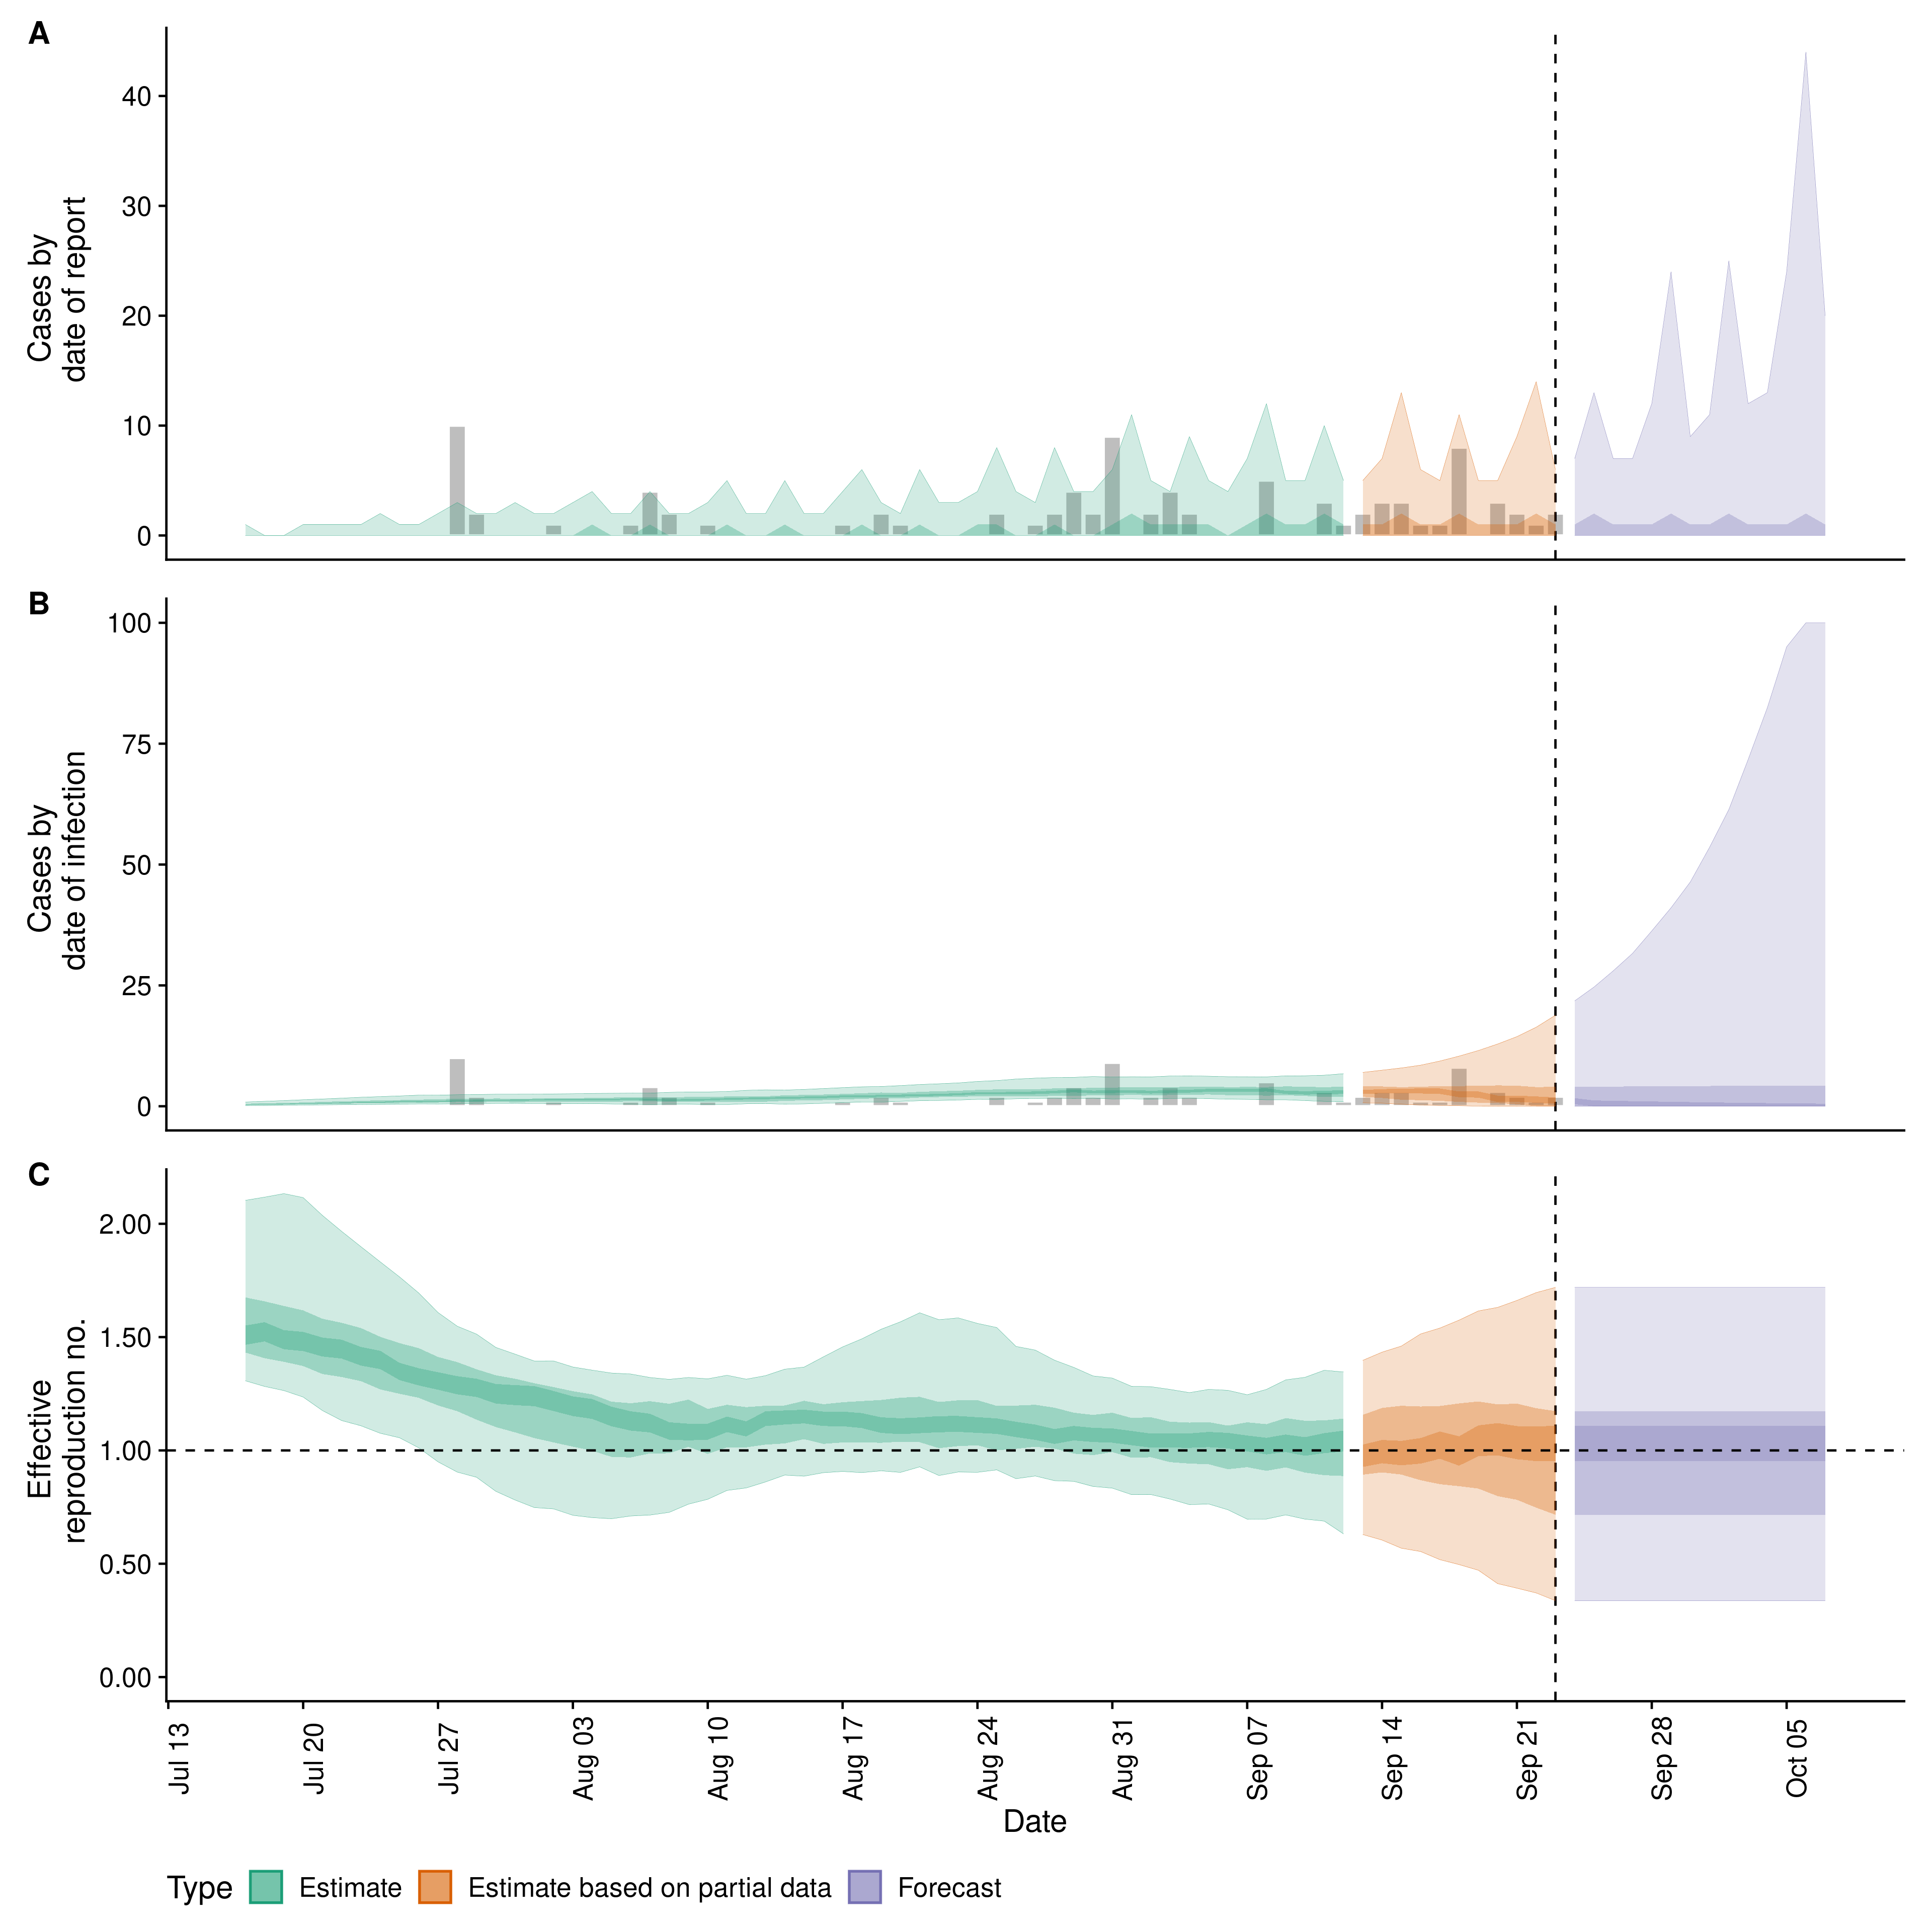 A
Cases by
date of report
40
30
20
10
0
B
Cases by
date of infection
100
75
50
25
0
C
Effective
reproduction no.
2.00
1.50
1.00
0.50
0.00
Jul 13
Jul 20
Jul 27
Aug 03
Aug 10
Aug 17
Aug 24
Aug 31
Sep 07
Sep 14
Sep 21
Sep 28
Oct 05
Date
Type Estimate Estimate based on partial data Forecast